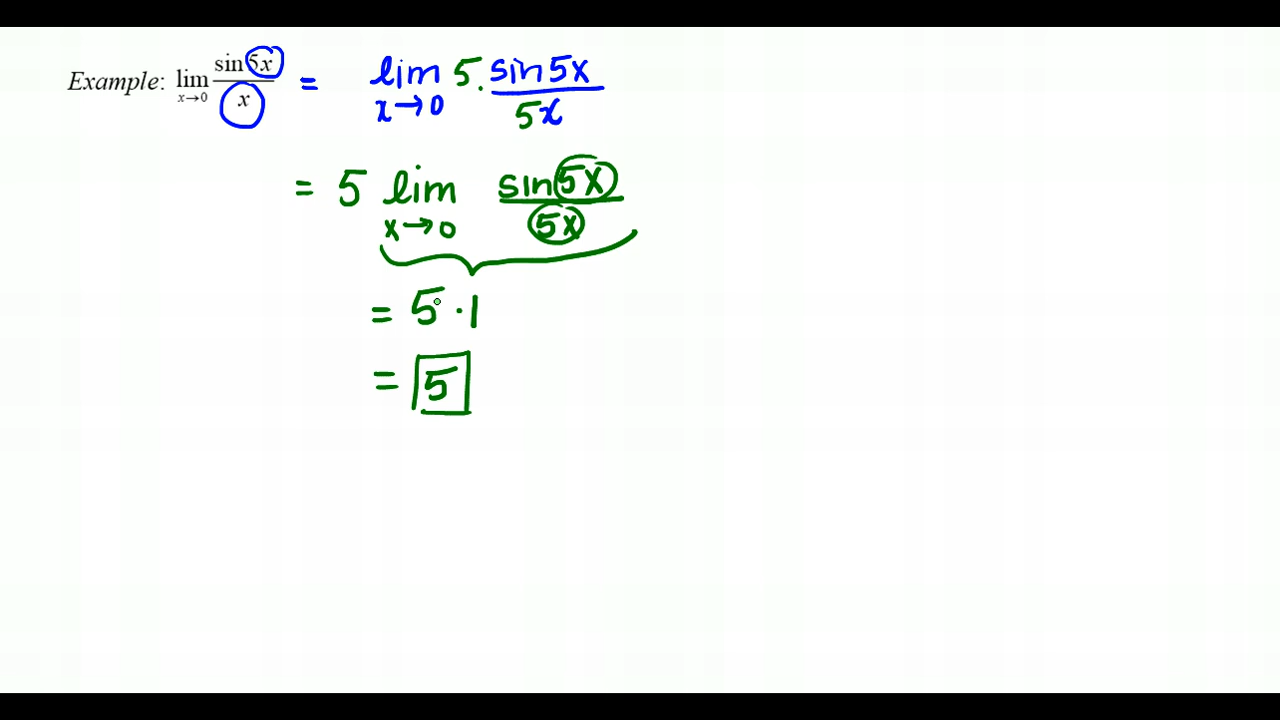 Example: lim x→0 sin 5x / x = lim x→0 5 · sin 5x / 5x
= 5 lim x→0 sin 5x / 5x
= 5 · 1
= 5